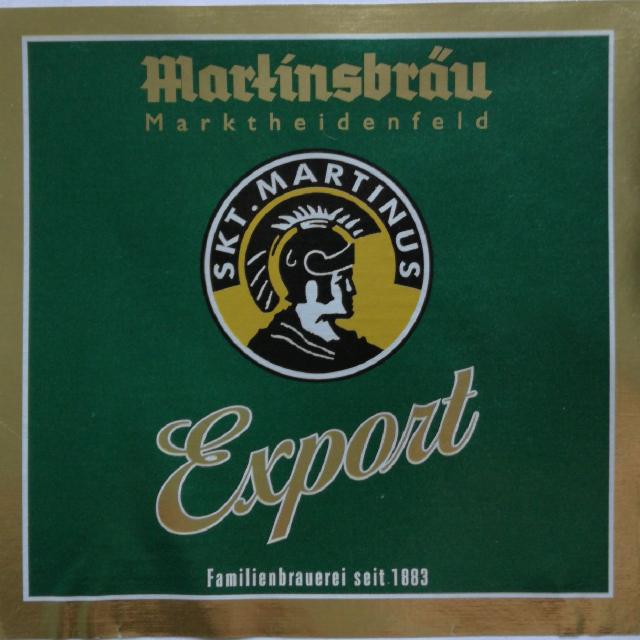 Martinsbräu
Marktheidenfeld
SKT. MARTINUS
Export
Familienbrauerei seit 1883